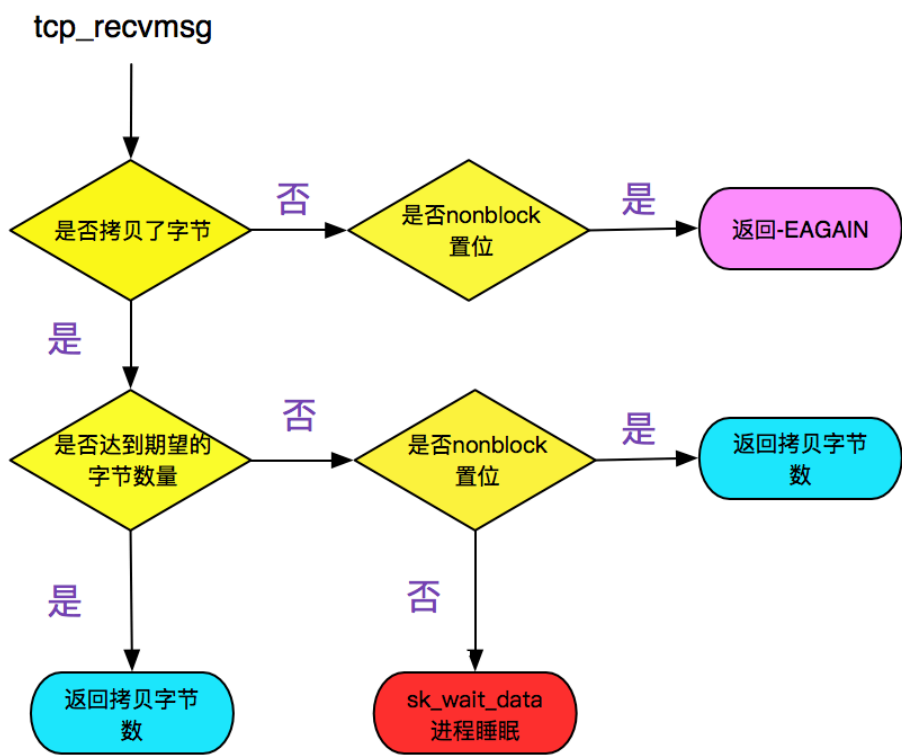 tcp_recvmsg
是否拷贝了字节
否
是否nonblock
置位
是
返回-EAGAIN
是
是否达到期望的
字节数量
否
是否nonblock
置位
是
返回拷贝字节
数
是
否
返回拷贝字节
数
sk_wait_data
进程睡眠